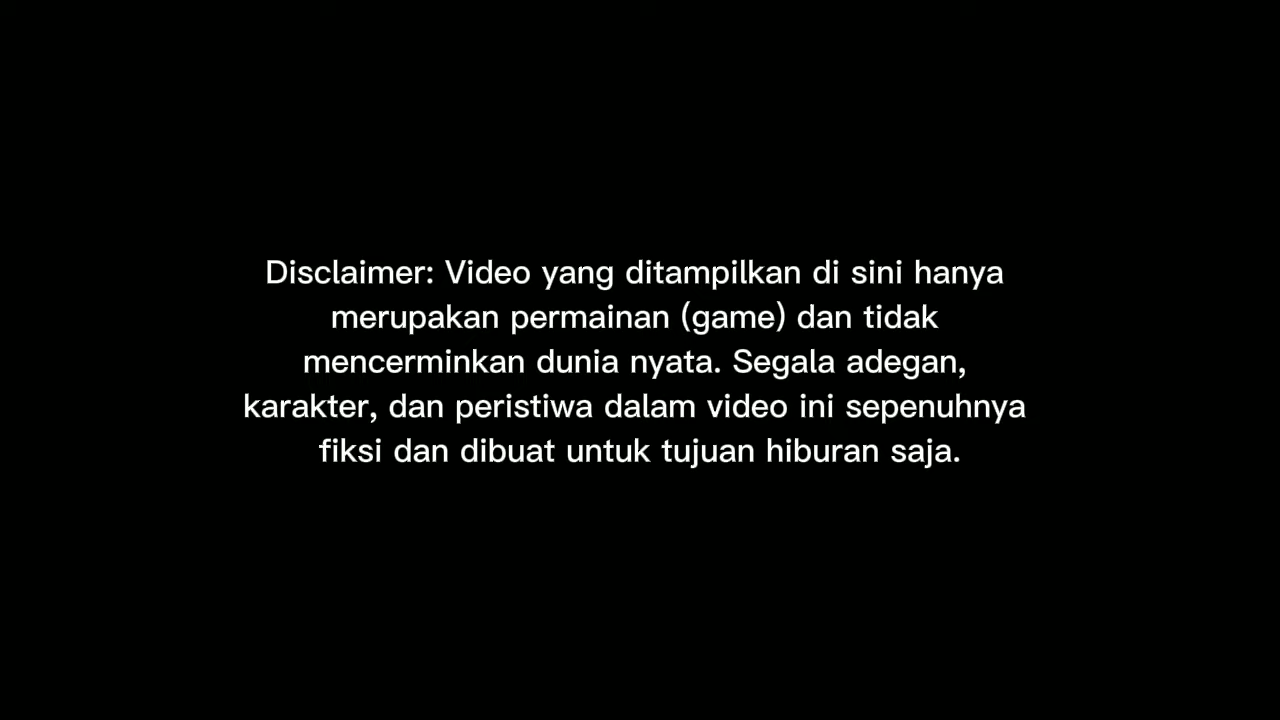 Disclaimer: Video yang ditampilkan di sini hanya
merupakan permainan (game) dan tidak
mencerminkan dunia nyata. Segala adegan,
karakter, dan peristiwa dalam video ini sepenuhnya
fiksi dan dibuat untuk tujuan hiburan saja.